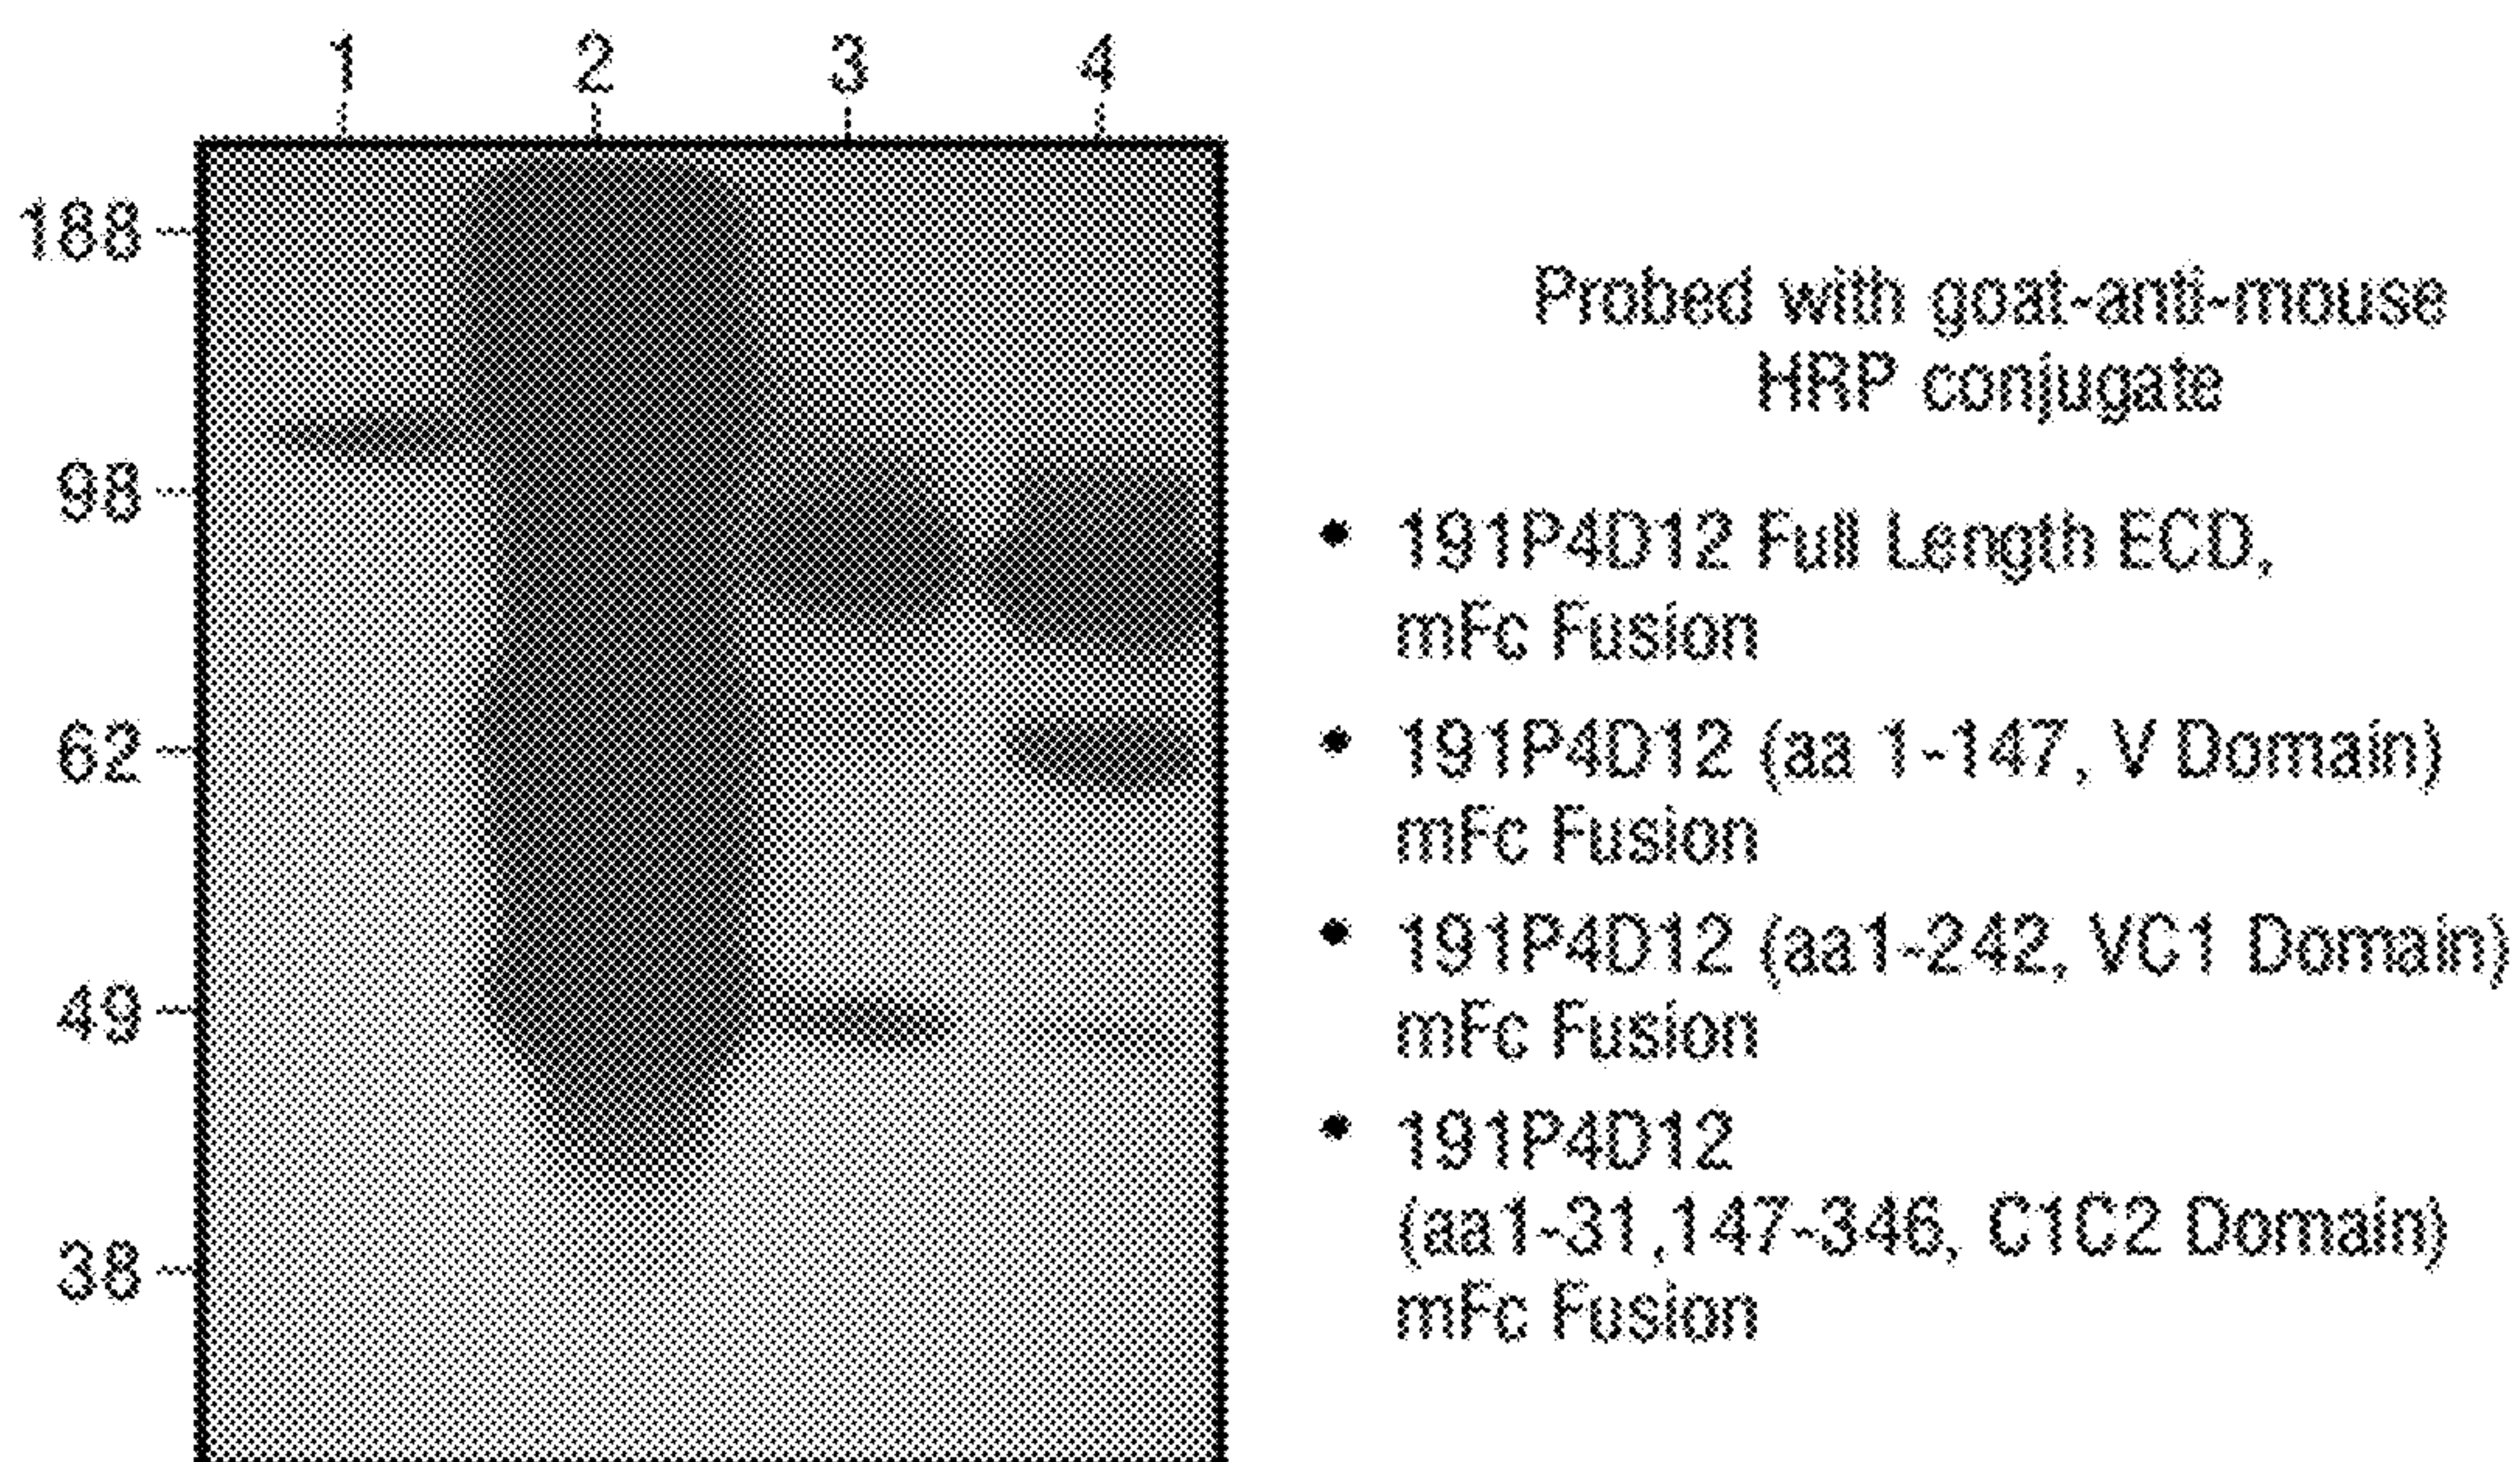 1 2 3 4
188
98
62
49
38
Probed with goat-anti-mouse
HRP conjugate
• 191P4D12 Full Length ECD,
mFc Fusion
• 191P4D12 (aa 1-147, V Domain)
mFc Fusion
• 191P4D12 (aa1-242, VC1 Domain)
mFc Fusion
• 191P4D12
(aa1-31,147-346, C1C2 Domain)
mFc Fusion